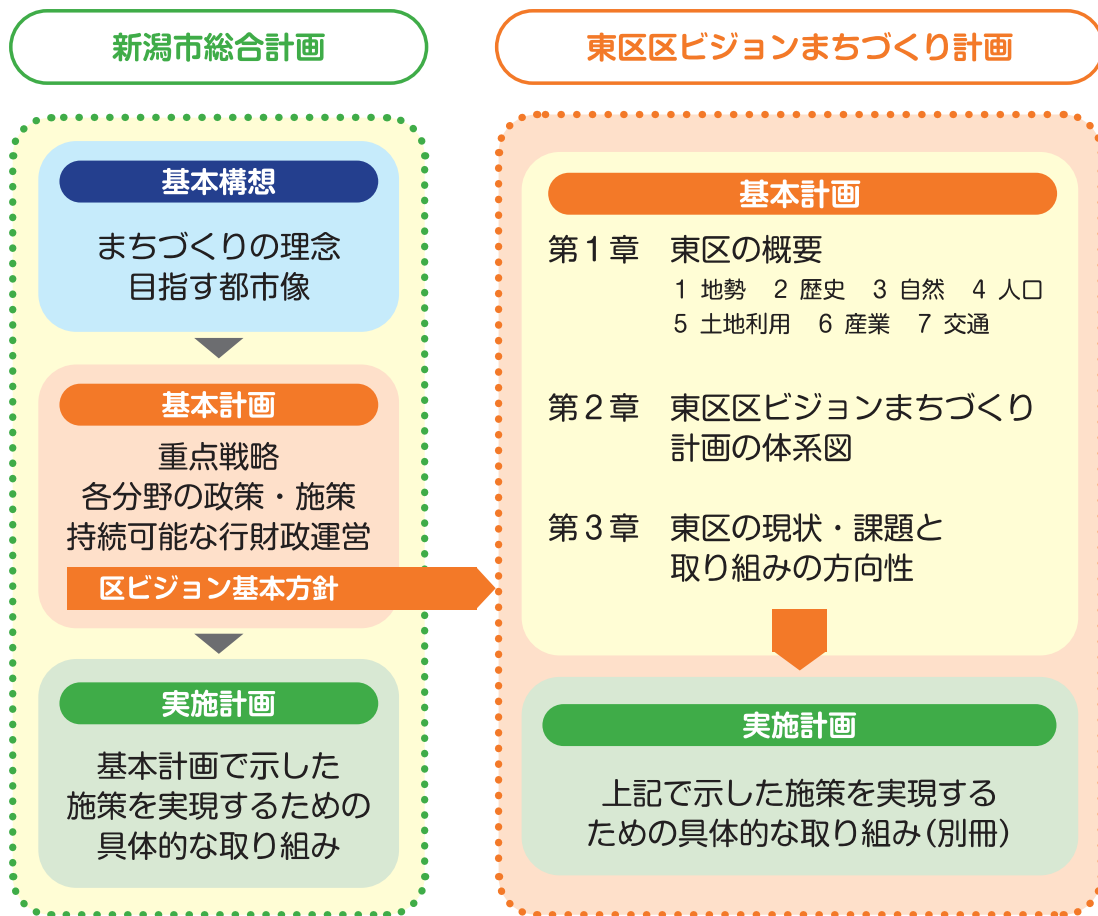 新潟市総合計画
基本構想
まちづくりの理念
目指す都市像
基本計画
重点戦略
各分野の政策・施策
持続可能な行財政運営
区ビジョン基本方針
実施計画
基本計画で示した
施策を実現するための
具体的な取り組み
東区区ビジョンまちづくり計画
基本計画
第1章 東区の概要
1 地勢 2 歴史 3 自然 4 人口
5 土地利用 6 産業 7 交通
第2章 東区区ビジョンまちづくり
計画の体系図
第3章 東区の現状・課題と
取り組みの方向性
実施計画
上記で示した施策を実現する
ための具体的な取り組み(別冊)